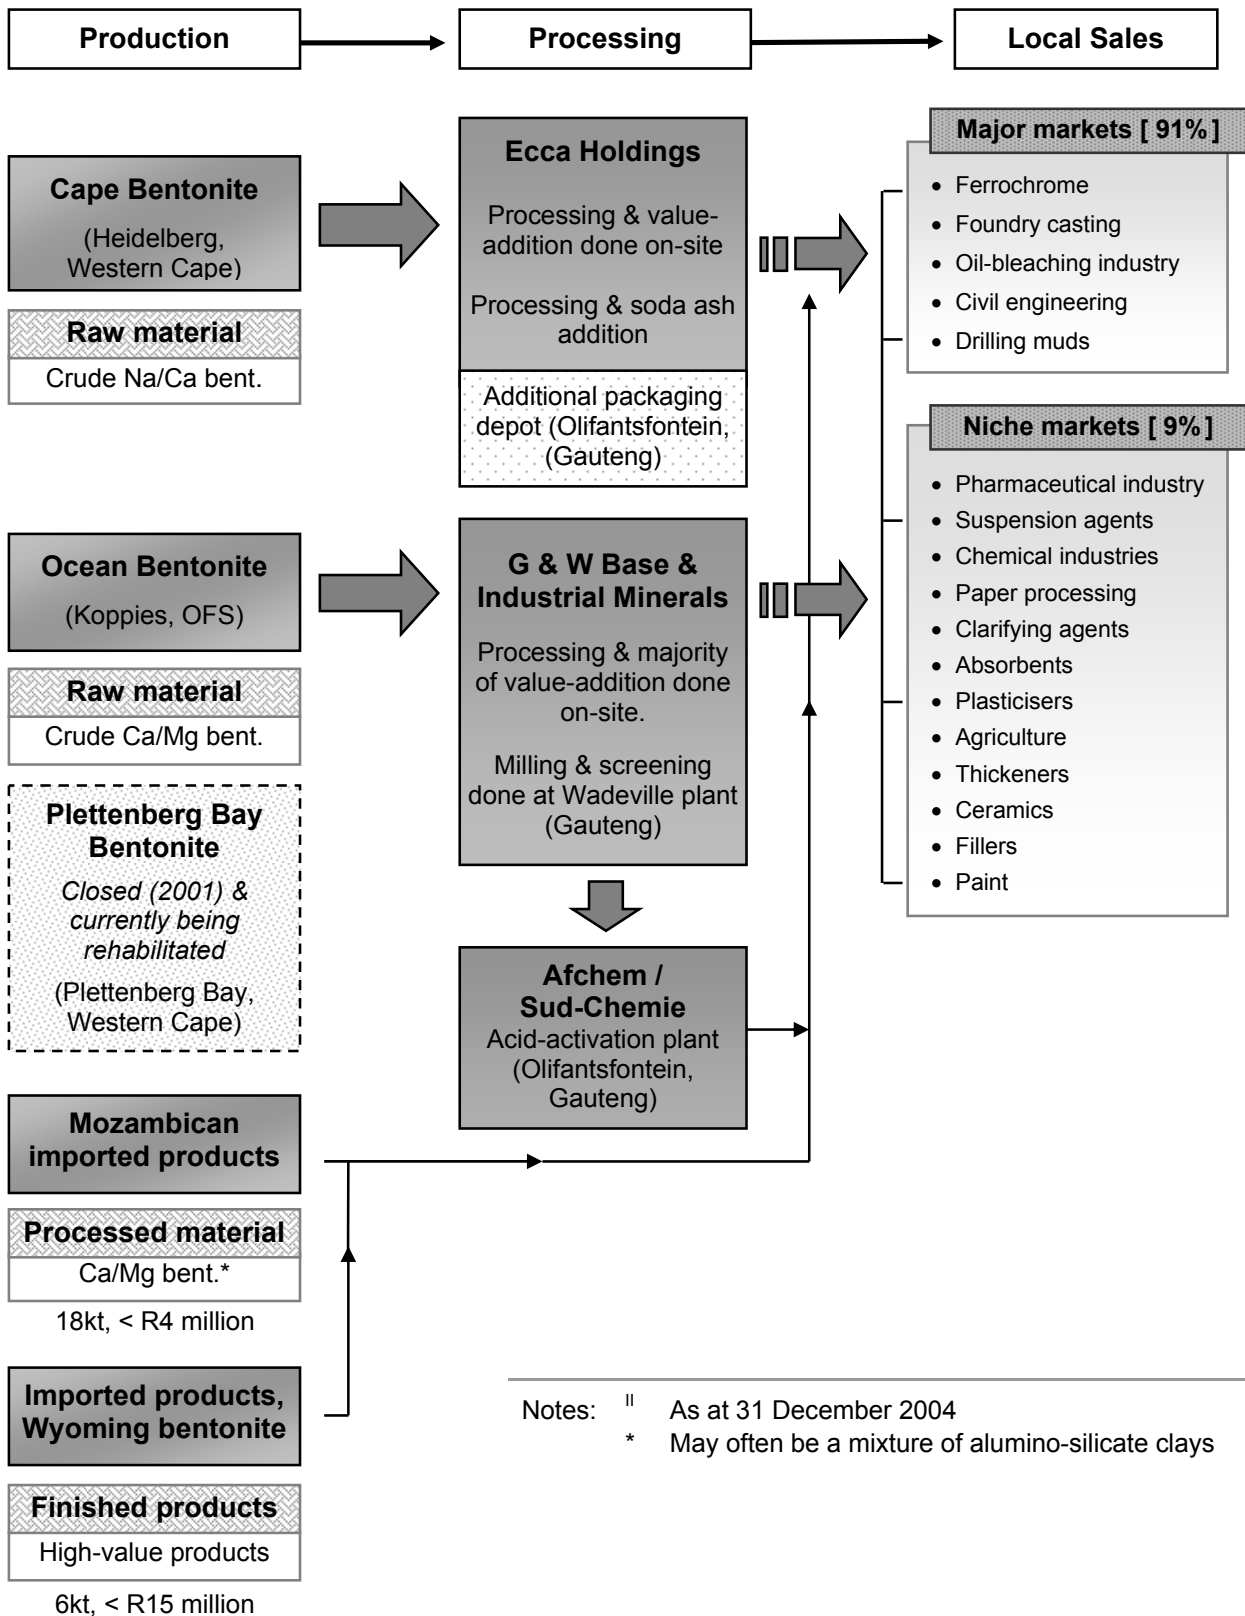 Production
Processing
Local Sales
Cape Bentonite
(Heidelberg,
Western Cape)
Raw material
Crude Na/Ca bent.
Ocean Bentonite
(Koppies, OFS)
Raw material
Crude Ca/Mg bent.
Plettenberg Bay
Bentonite
Closed (2001) &
currently being
rehabilitated
(Plettenberg Bay,
Western Cape)
Mozambican
imported products
Processed material
Ca/Mg bent.*
18kt, < R4 million
Imported products,
Wyoming bentonite
Finished products
High-value products
6kt, < R15 million
Ecca Holdings
Processing & value-
addition done on-site
Processing & soda ash
addition
Additional packaging
depot (Olifantsfontein,
(Gauteng)
G & W Base &
Industrial Minerals
Processing & majority
of value-addition done
on-site.
Milling & screening
done at Wadeville plant
(Gauteng)
Afchem /
Sud-Chemie
Acid-activation plant
(Olifantsfontein,
Gauteng)
Major markets [ 91% ]
• Ferrochrome
• Foundry casting
• Oil-bleaching industry
• Civil engineering
• Drilling muds
Niche markets [ 9% ]
• Pharmaceutical industry
• Suspension agents
• Chemical industries
• Paper processing
• Clarifying agents
• Absorbents
• Plasticisers
• Agriculture
• Thickeners
• Ceramics
• Fillers
• Paint
Notes: II As at 31 December 2004
* May often be a mixture of alumino-silicate clays